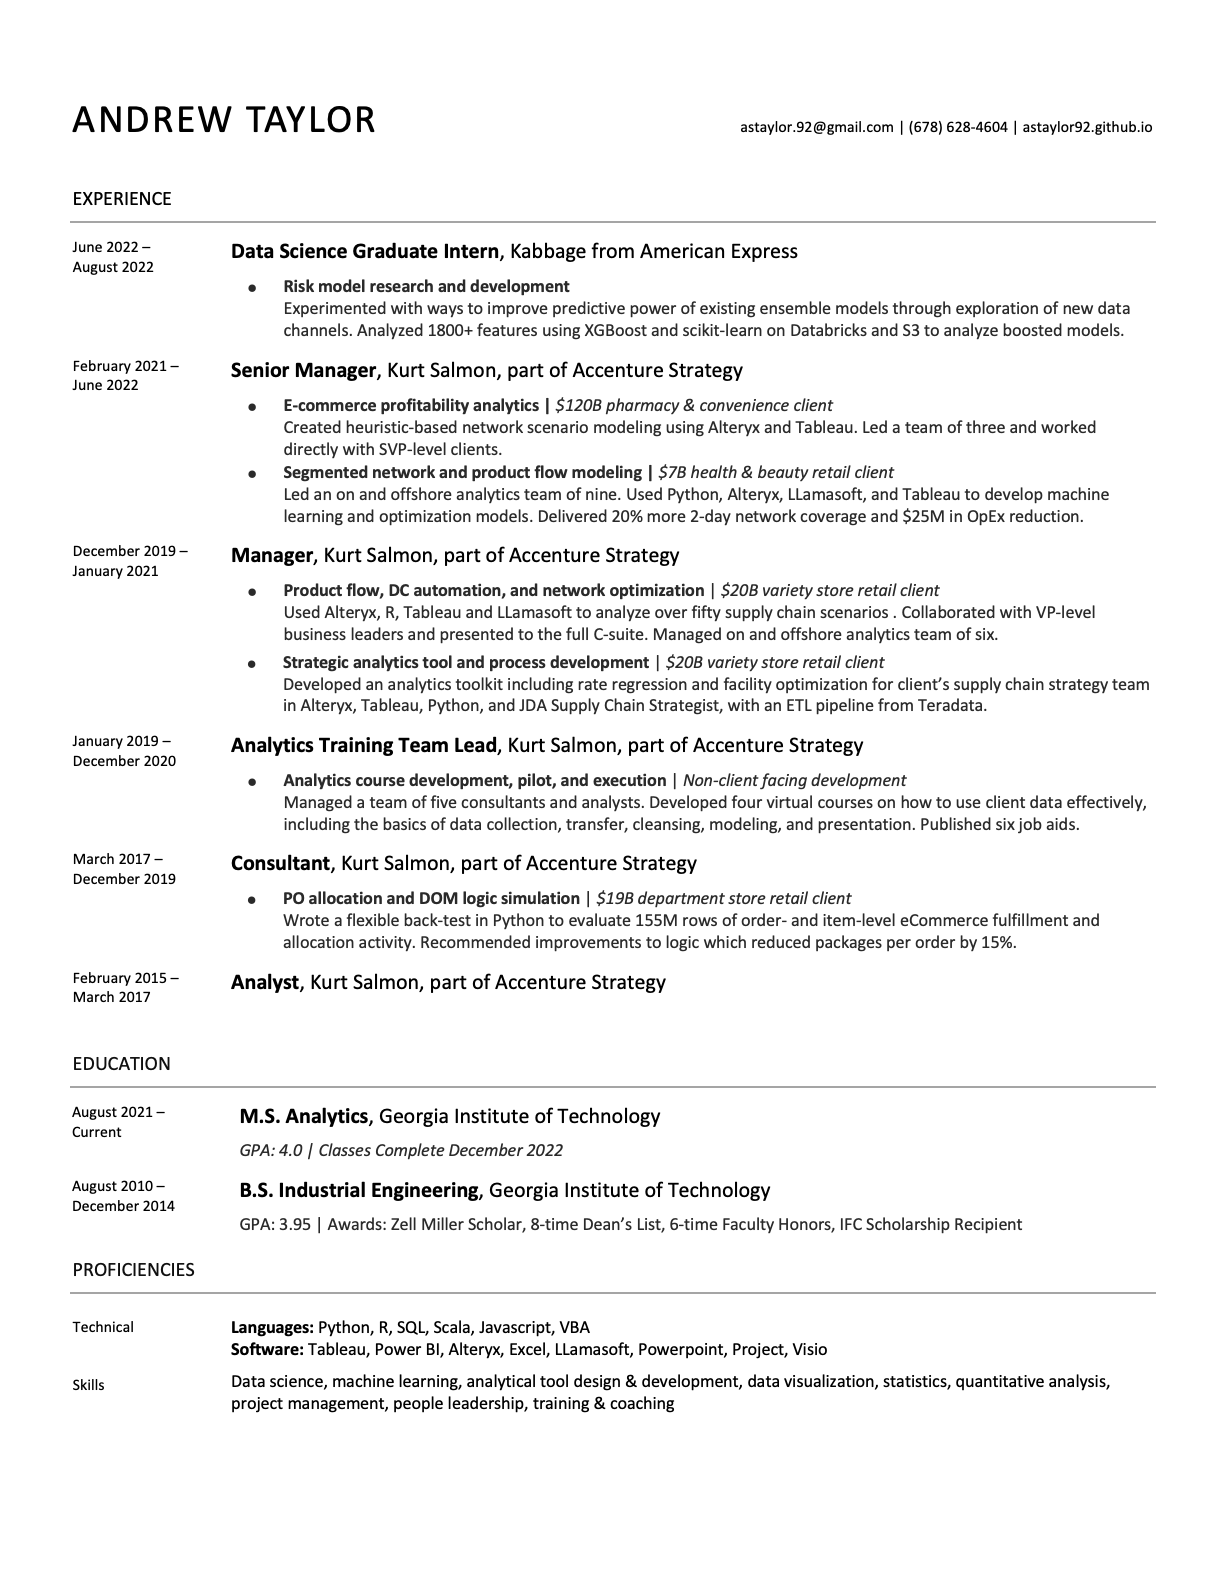 ANDREW TAYLOR
astaylor.92@gmail.com | (678) 628-4604 | astaylor92.github.io
EXPERIENCE
June 2022 –
August 2022
Data Science Graduate Intern, Kabbage from American Express
● Risk model research and development
Experimented with ways to improve predictive power of existing ensemble models through exploration of new data
channels. Analyzed 1800+ features using XGBoost and scikit-learn on Databricks and S3 to analyze boosted models.
February 2021 –
June 2022
Senior Manager, Kurt Salmon, part of Accenture Strategy
● E-commerce profitability analytics | $120B pharmacy & convenience client
Created heuristic-based network scenario modeling using Alteryx and Tableau. Led a team of three and worked
directly with SVP-level clients.
● Segmented network and product flow modeling | $7B health & beauty retail client
Led an on and offshore analytics team of nine. Used Python, Alteryx, LLamasoft, and Tableau to develop machine
learning and optimization models. Delivered 20% more 2-day network coverage and $25M in OpEx reduction.
December 2019 –
January 2021
Manager, Kurt Salmon, part of Accenture Strategy
● Product flow, DC automation, and network optimization | $20B variety store retail client
Used Alteryx, R, Tableau and LLamasoft to analyze over fifty supply chain scenarios . Collaborated with VP-level
business leaders and presented to the full C-suite. Managed on and offshore analytics team of six.
● Strategic analytics tool and process development | $20B variety store retail client
Developed an analytics toolkit including rate regression and facility optimization for client’s supply chain strategy team
in Alteryx, Tableau, Python, and JDA Supply Chain Strategist, with an ETL pipeline from Teradata.
January 2019 –
December 2020
Analytics Training Team Lead, Kurt Salmon, part of Accenture Strategy
● Analytics course development, pilot, and execution | Non-client facing development
Managed a team of five consultants and analysts. Developed four virtual courses on how to use client data effectively,
including the basics of data collection, transfer, cleansing, modeling, and presentation. Published six job aids.
March 2017 –
December 2019
Consultant, Kurt Salmon, part of Accenture Strategy
● PO allocation and DOM logic simulation | $19B department store retail client
Wrote a flexible back-test in Python to evaluate 155M rows of order- and item-level eCommerce fulfillment and
allocation activity. Recommended improvements to logic which reduced packages per order by 15%.
February 2015 –
March 2017
Analyst, Kurt Salmon, part of Accenture Strategy
EDUCATION
August 2021 –
Current
M.S. Analytics, Georgia Institute of Technology
GPA: 4.0 | Classes Complete December 2022
August 2010 –
December 2014
B.S. Industrial Engineering, Georgia Institute of Technology
GPA: 3.95 | Awards: Zell Miller Scholar, 8-time Dean’s List, 6-time Faculty Honors, IFC Scholarship Recipient
PROFICIENCIES
Technical
Languages: Python, R, SQL, Scala, Javascript, VBA
Software: Tableau, Power BI, Alteryx, Excel, LLamasoft, Powerpoint, Project, Visio
Skills
Data science, machine learning, analytical tool design & development, data visualization, statistics, quantitative analysis,
project management, people leadership, training & coaching